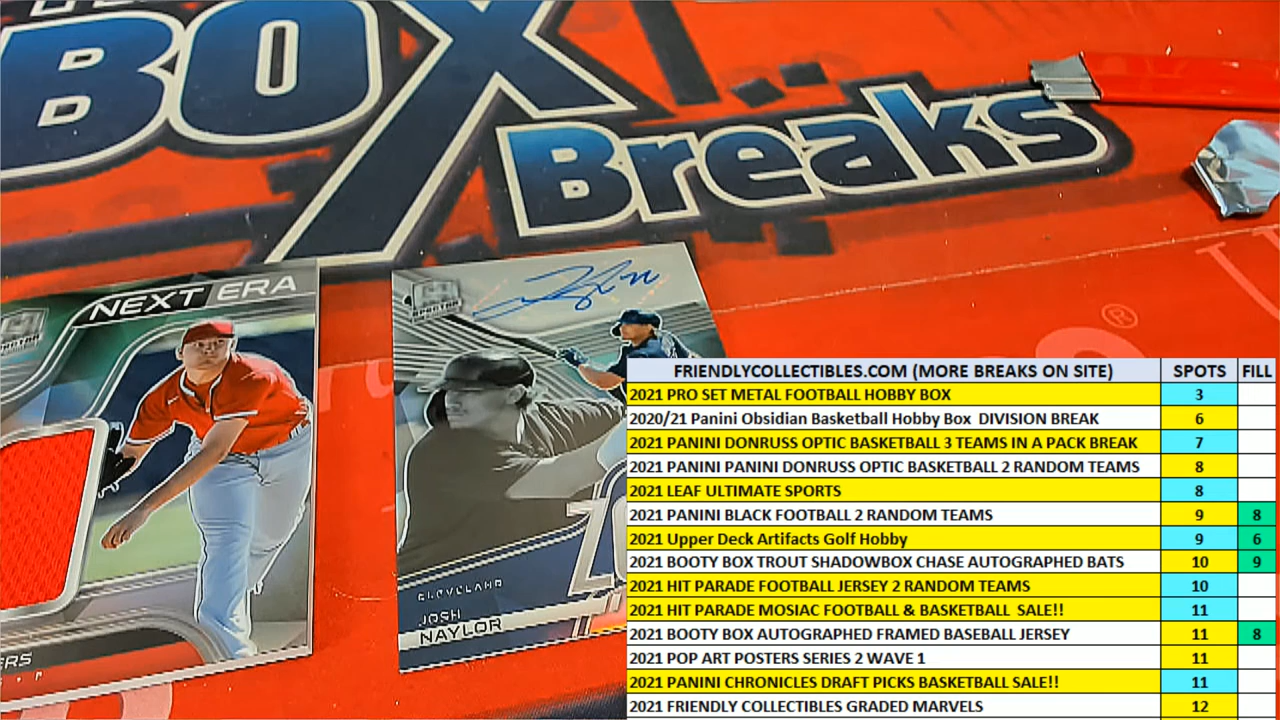 BOX
Breaks
®
NEXT ERA
SPECTRA
CLEVELAND
JOSH
NAYLOR
ERS
FRIENDLYCOLLECTIBLES.COM (MORE BREAKS ON SITE) SPOTS FILL
2021 PRO SET METAL FOOTBALL HOBBY BOX 3
2020/21 Panini Obsidian Basketball Hobby Box DIVISION BREAK 6
2021 PANINI DONRUSS OPTIC BASKETBALL 3 TEAMS IN A PACK BREAK 7
2021 PANINI PANINI DONRUSS OPTIC BASKETBALL 2 RANDOM TEAMS 8
2021 LEAF ULTIMATE SPORTS 8
2021 PANINI BLACK FOOTBALL 2 RANDOM TEAMS 9 8
2021 Upper Deck Artifacts Golf Hobby 9 6
2021 BOOTY BOX TROUT SHADOWBOX CHASE AUTOGRAPHED BATS 10 9
2021 HIT PARADE FOOTBALL JERSEY 2 RANDOM TEAMS 10
2021 HIT PARADE MOSIAC FOOTBALL & BASKETBALL SALE!! 11
2021 BOOTY BOX AUTOGRAPHED FRAMED BASEBALL JERSEY 11 8
2021 POP ART POSTERS SERIES 2 WAVE 1 11
2021 PANINI CHRONICLES DRAFT PICKS BASKETBALL SALE!! 11
2021 FRIENDLY COLLECTIBLES GRADED MARVELS 12